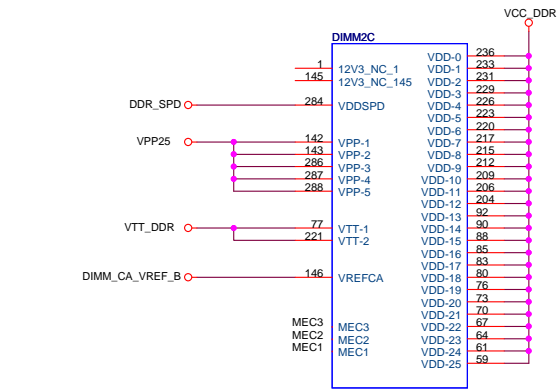 VCC_DDR
DIMM2C
1 12V3_NC_1
145 12V3_NC_145
DDR_SPD 284 VDDSPD
VPP25 142 VPP-1
143 VPP-2
286 VPP-3
287 VPP-4
288 VPP-5
VTT_DDR 77 VTT-1
221 VTT-2
DIMM_CA_VREF_B 146 VREFCA
MEC3 MEC3
MEC2 MEC2
MEC1 MEC1
VDD-0 236
VDD-1 233
VDD-2 231
VDD-3 229
VDD-4 226
VDD-5 223
VDD-6 220
VDD-7 217
VDD-8 215
VDD-9 212
VDD-10 209
VDD-11 206
VDD-12 204
VDD-13 92
VDD-14 90
VDD-15 88
VDD-16 85
VDD-17 83
VDD-18 80
VDD-19 76
VDD-20 73
VDD-21 70
VDD-22 67
VDD-23 64
VDD-24 61
VDD-25 59